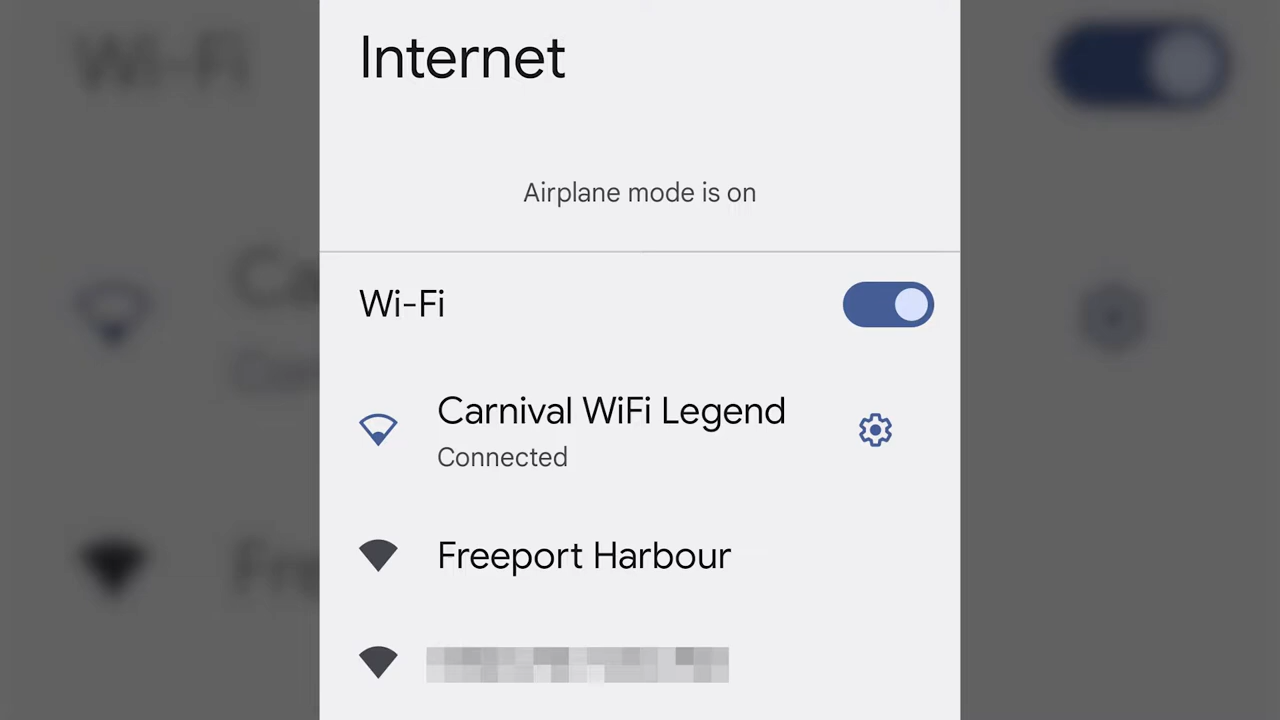 Internet
Airplane mode is on
Wi-Fi
Carnival WiFi Legend
Connected
Freeport Harbour